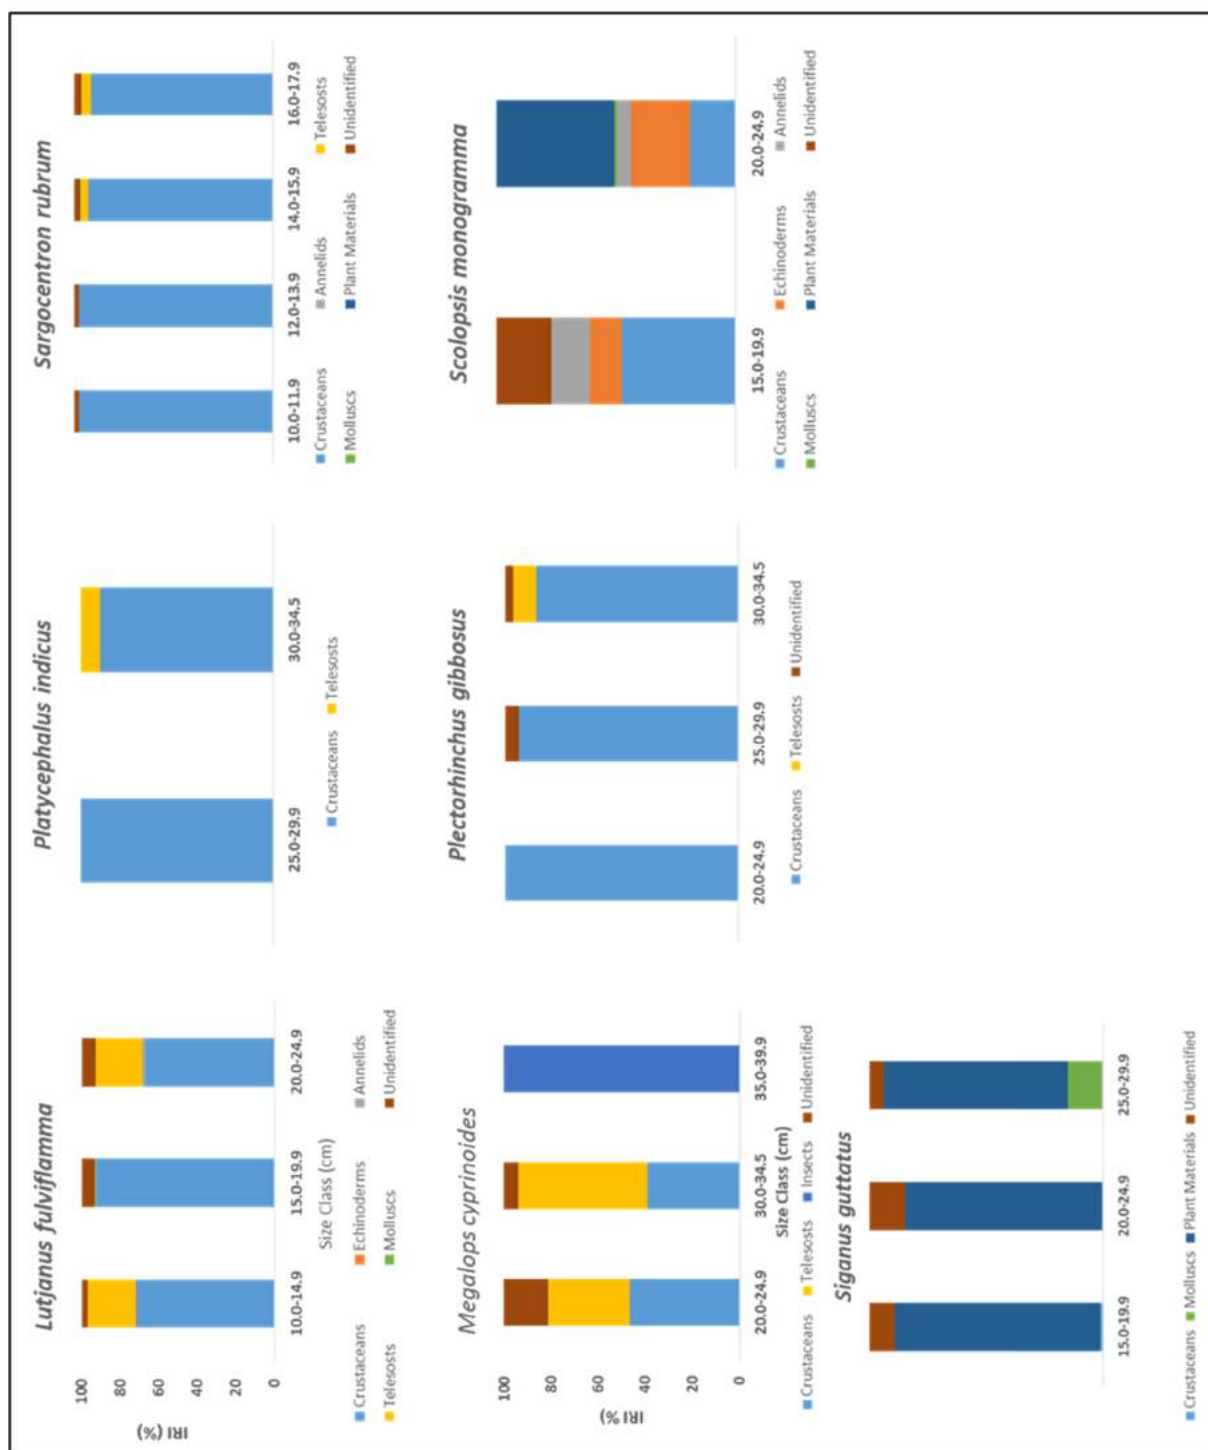 Lutjanus fulviflamma
IRI (%)
100
80
60
40
20
0
10.0-14.9 15.0-19.9 20.0-24.9
Size Class (cm)
Crustaceans Echinoderms Annelids
Telesosts Molluscs Unidentified
Platycephalus indicus
25.0-29.9 30.0-34.5
Crustaceans Telesosts
Sargocentron rubrum
10.0-11.9 12.0-13.9 14.0-15.9 16.0-17.9
Crustaceans Annelids Telesosts
Molluscs Plant Materials Unidentified
Megalops cyprinoides
IRI %
100
80
60
40
20
0
20.0-24.9 30.0-34.5 35.0-39.9
Size Class (cm)
Crustaceans Telesosts Insects Unidentified
Plectorhinchus gibbosus
20.0-24.9 25.0-29.9 30.0-34.5
Crustaceans Telesosts Unidentified
Scolopsis monogramma
15.0-19.9 20.0-24.9
Crustaceans Echinoderms Annelids
Molluscs Plant Materials Unidentified
Siganus guttatus
15.0-19.9 20.0-24.9 25.0-29.9
Crustaceans Molluscs Plant Materials Unidentified